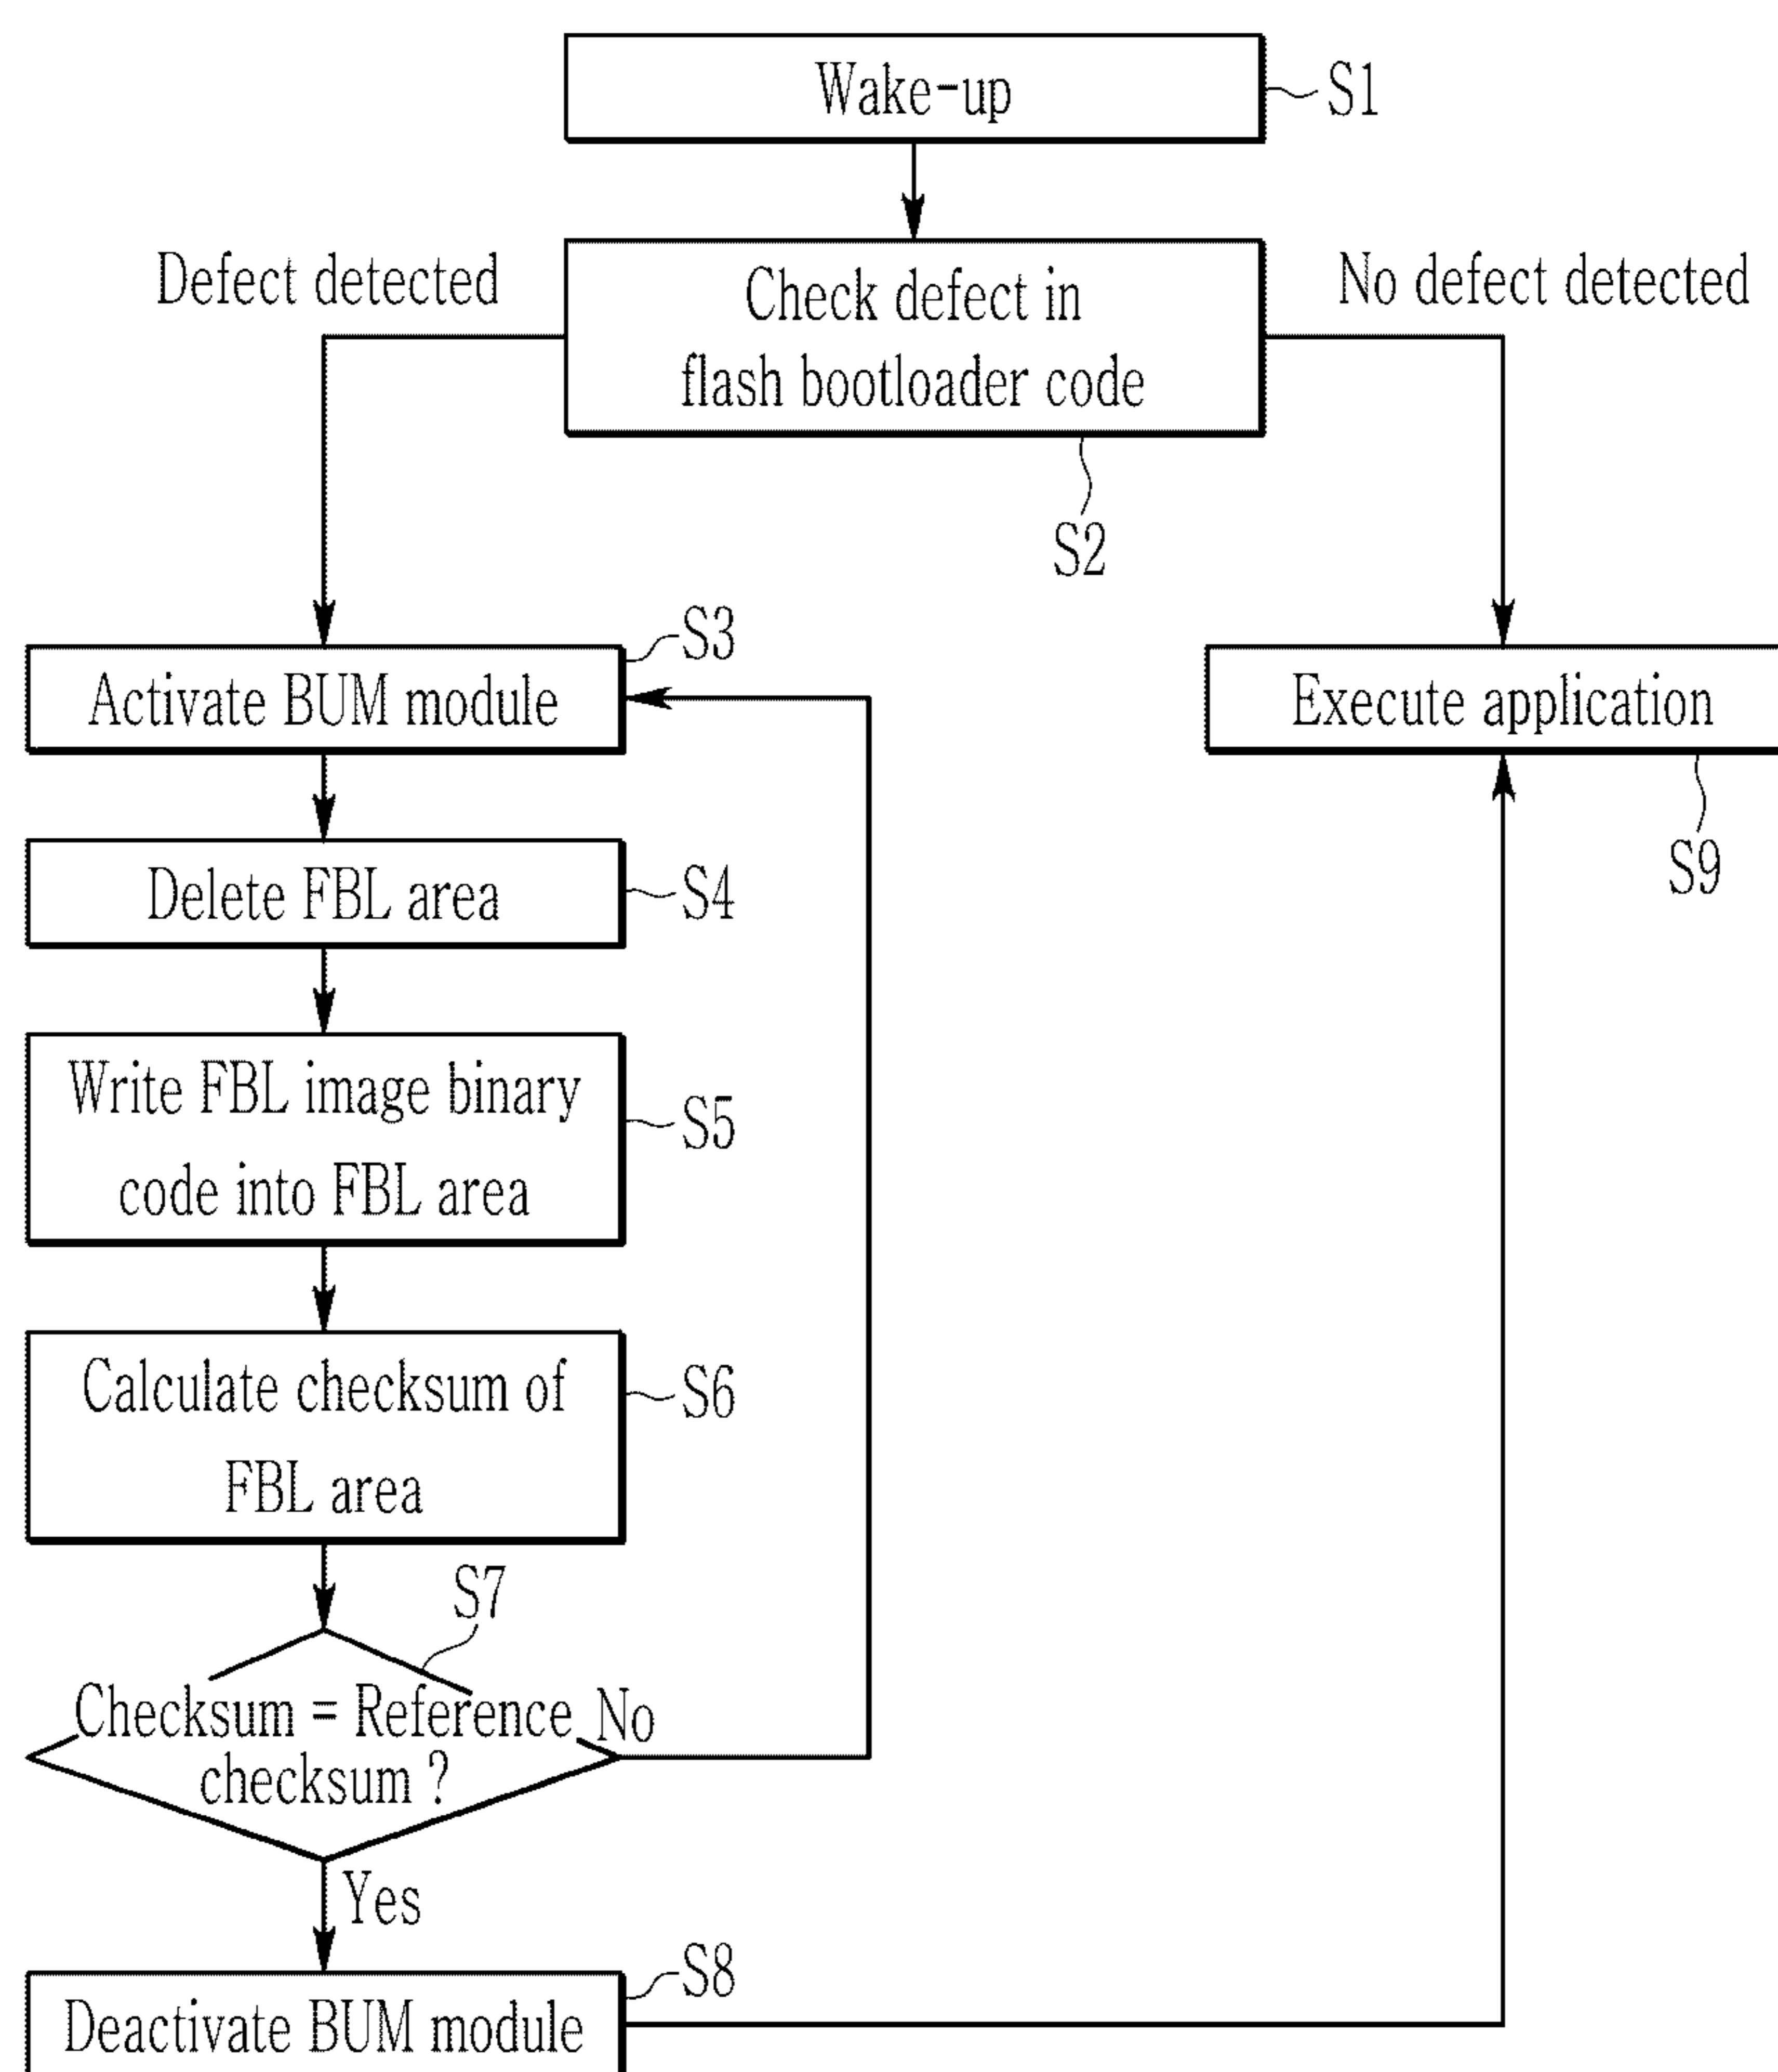 Wake-up
S1
Defect detected
Check defect in
flash bootloader code
No defect detected
S2
S3
Activate BUM module
Execute application
S9
Delete FBL area
S4
Write FBL image binary
code into FBL area
S5
Calculate checksum of
FBL area
S6
S7
Checksum = Reference
checksum ?
No
Yes
S8
Deactivate BUM module